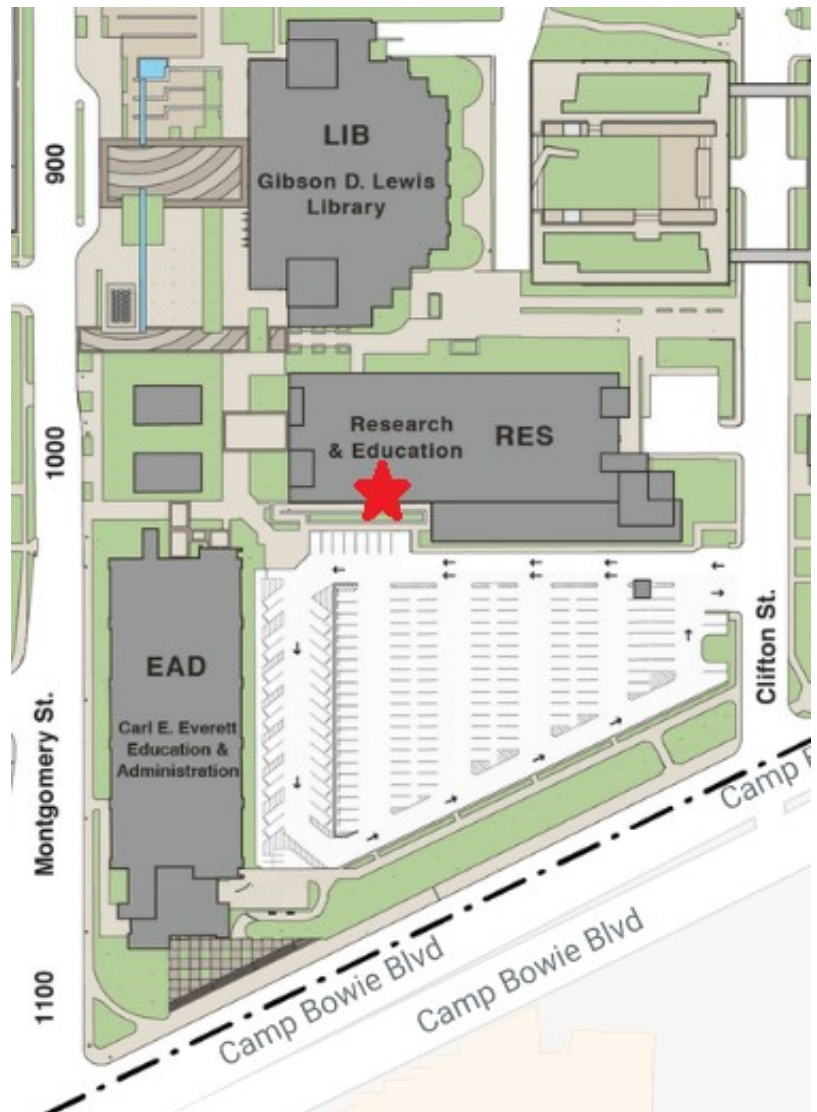 900
LIB
Gibson D. Lewis
Library
1000
Research
& Education
RES
EAD
Carl E. Everett
Education &
Administration
Montgomery St.
Clifton St.
1100
Camp Bowie Blvd
Camp Bowie Blvd
Camp B